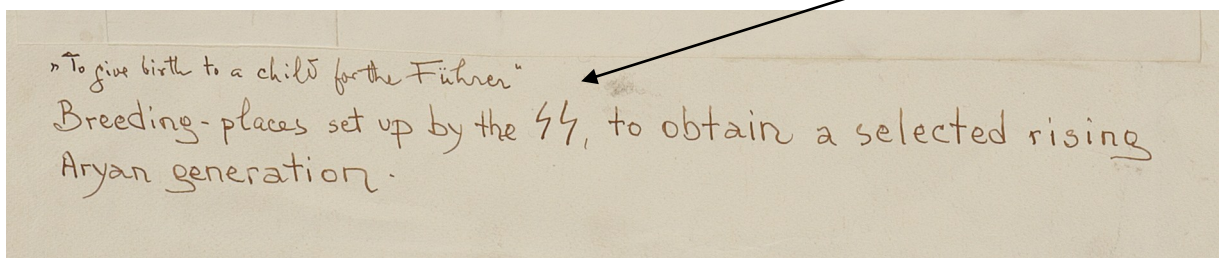 „To give birth to a child for the Führer“
Breeding-places set up by the ϟϟ, to obtain a selected rising
Aryan generation.